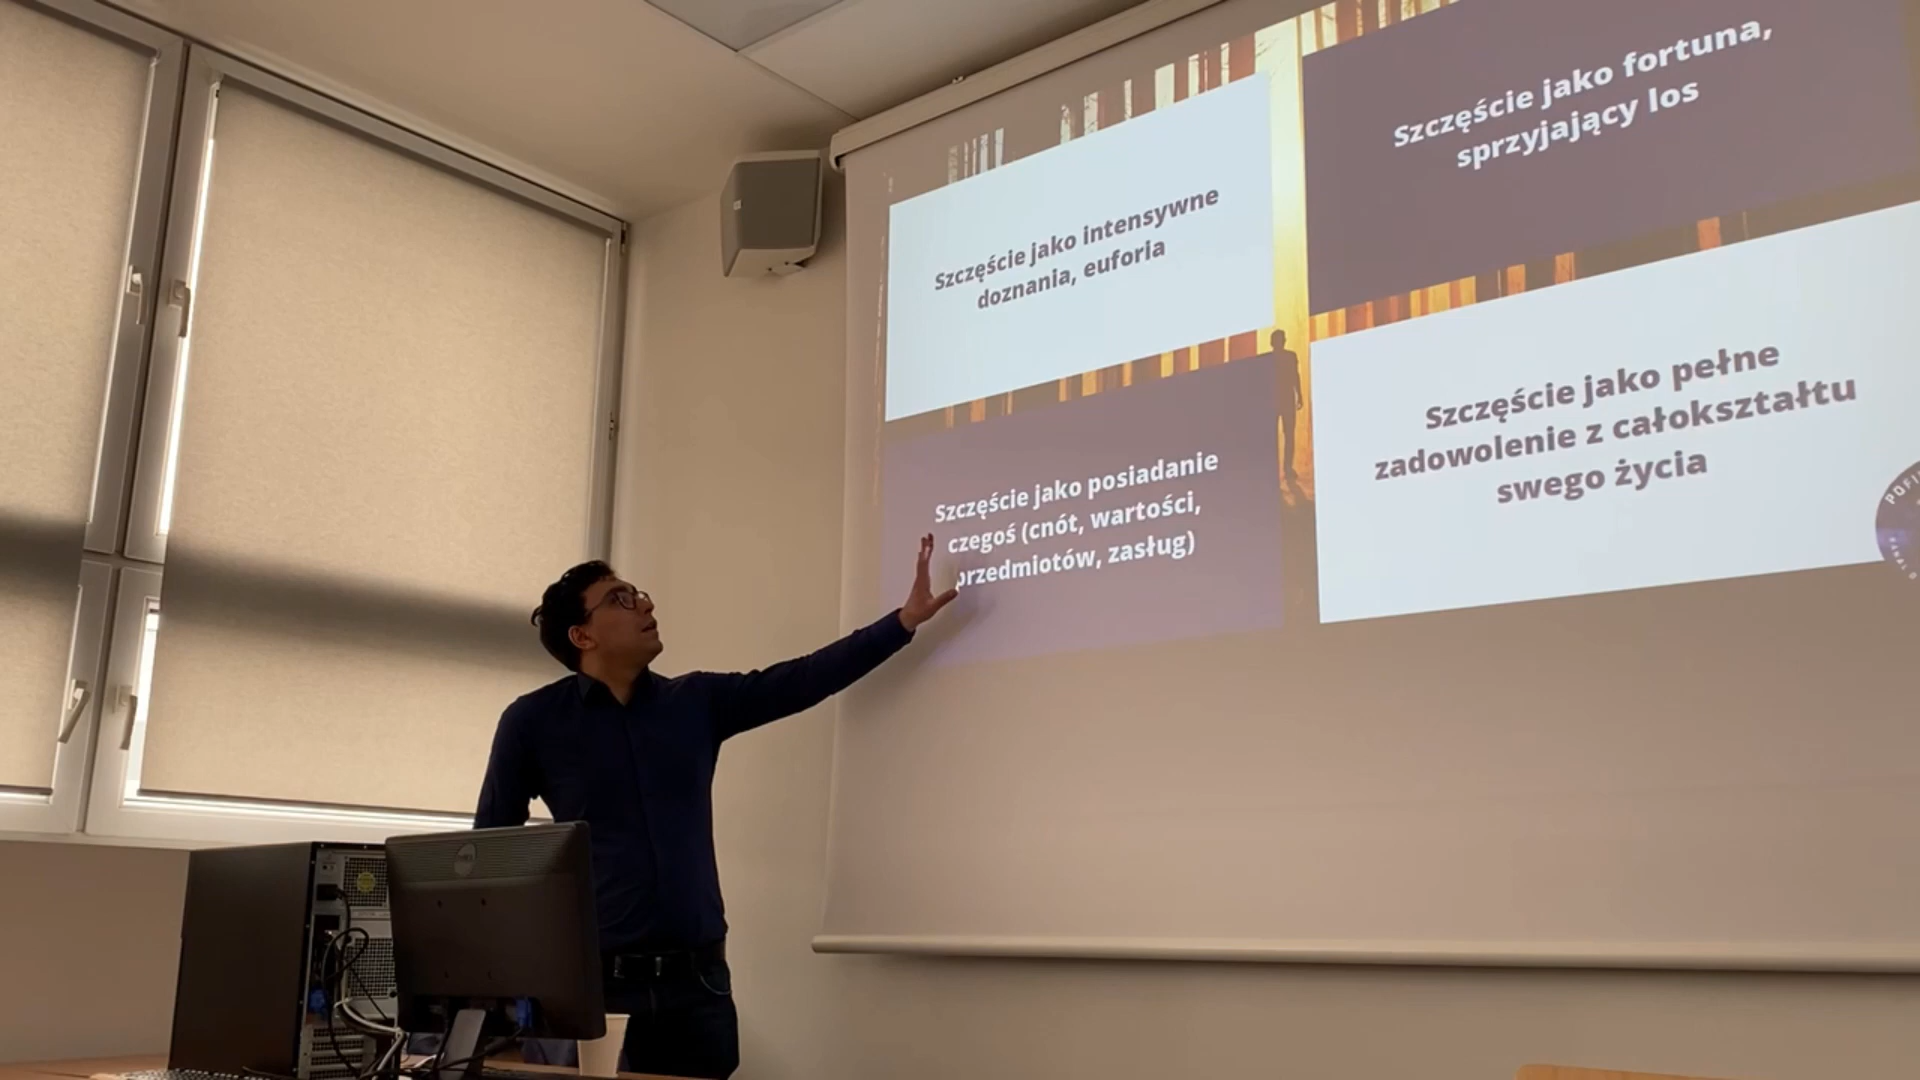 Szczęście jako intensywne
doznania, euforia
Szczęście jako fortuna,
sprzyjający los
Szczęście jako posiadanie
czegoś (cnót, wartości,
przedmiotów, zasług)
Szczęście jako pełne
zadowolenie z całokształtu
swego życia